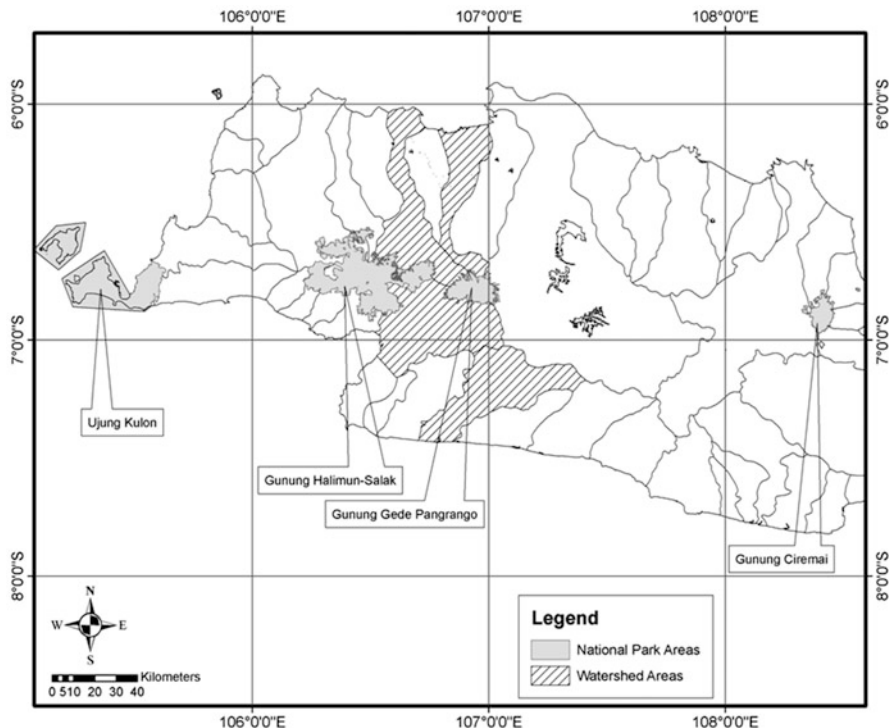 106°0'0"E 107°0'0"E 108°0'0"E
6°0'0"S 6°0'0"S
7°0'0"S 7°0'0"S
Ujung Kulon
Gunung Halimun-Salak
Gunung Gede Pangrango
Gunung Ciremai
8°0'0"S 8°0'0"S
N
W E
S
Kilometers
0 5 10 20 30 40
Legend
National Park Areas
Watershed Areas
106°0'0"E 107°0'0"E 108°0'0"E